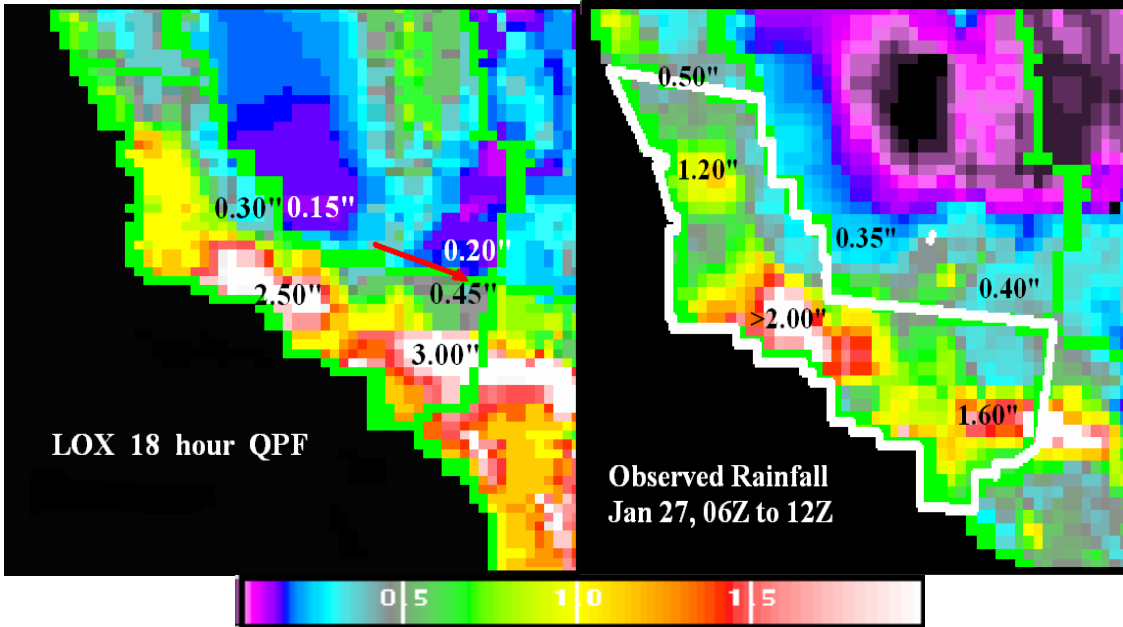 0.30" 0.15"
0.20"
2.50"
0.45"
3.00"
LOX 18 hour QPF
0.50"
1.20"
0.35"
0.40"
>2.00"
1.60"
Observed Rainfall
Jan 27, 06Z to 12Z
0.5 1.0 1.5